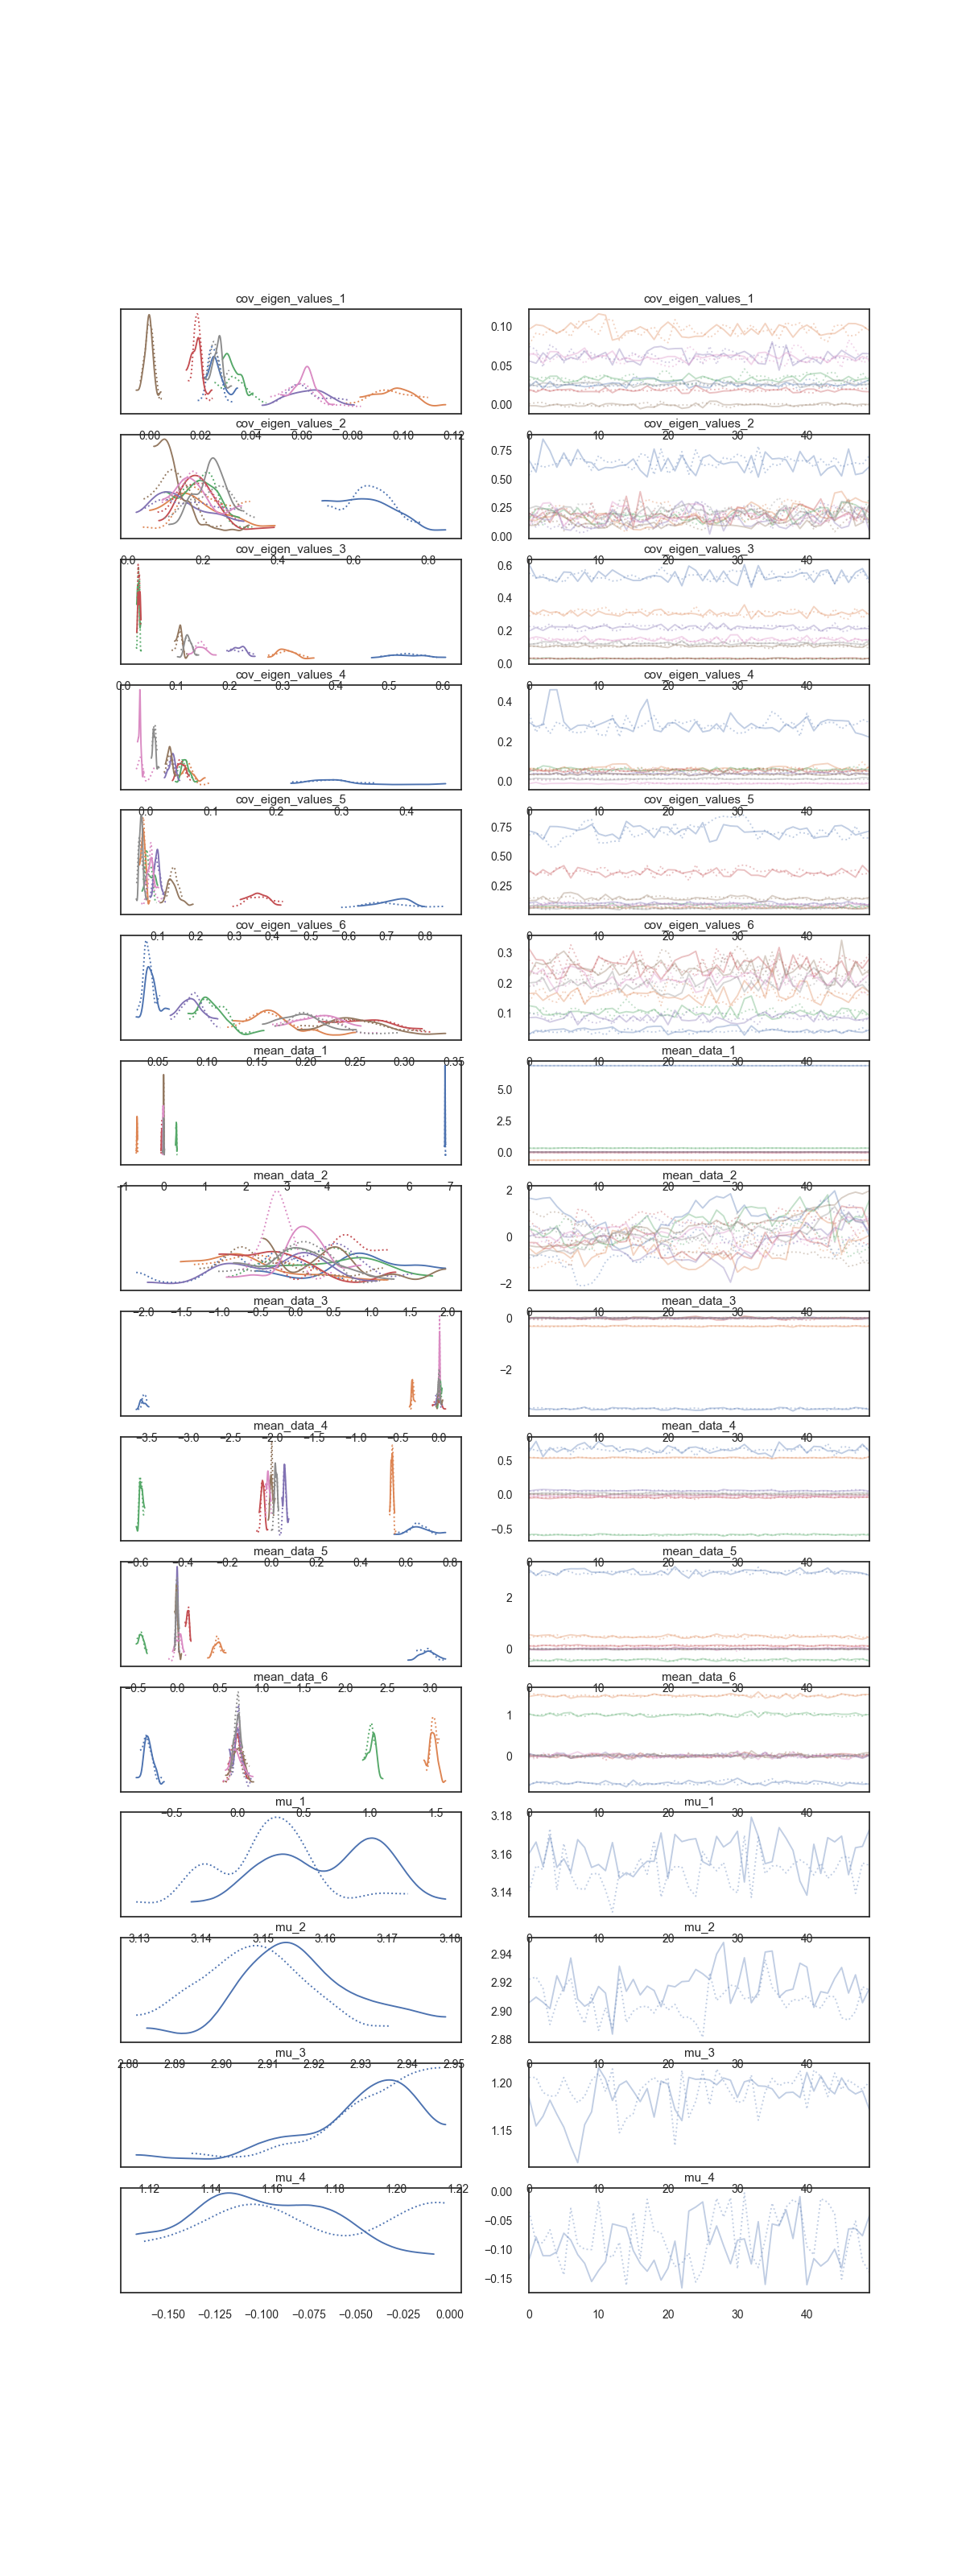 cov_eigen_values_1 cov_eigen_values_1
0.10
0.05
0.00
0.00 0.02 0.04 0.06 0.08 0.10 0.12 0 10 20 30 40
cov_eigen_values_2 cov_eigen_values_2
0.75
0.50
0.25
0.00
0.0 0.2 0.4 0.6 0.8 0 10 20 30 40
cov_eigen_values_3 cov_eigen_values_3
0.6
0.4
0.2
0.0
0.0 0.1 0.2 0.3 0.4 0.5 0.6 0 10 20 30 40
cov_eigen_values_4 cov_eigen_values_4
0.4
0.2
0.0
0.0 0.1 0.2 0.3 0.4 0 10 20 30 40
cov_eigen_values_5 cov_eigen_values_5
0.75
0.50
0.25
0.1 0.2 0.3 0.4 0.5 0.6 0.7 0.8 0 10 20 30 40
cov_eigen_values_6 cov_eigen_values_6
0.3
0.2
0.1
0.05 0.10 0.15 0.20 0.25 0.30 0.35 0 10 20 30 40
mean_data_1 mean_data_1
5.0
2.5
0.0
−1 0 1 2 3 4 5 6 7 0 10 20 30 40
mean_data_2 mean_data_2
2
0
−2
−2.0 −1.5 −1.0 −0.5 0.0 0.5 1.0 1.5 2.0 0 10 20 30 40
mean_data_3 mean_data_3
0
−2
−3.5 −3.0 −2.5 −2.0 −1.5 −1.0 −0.5 0.0 0 10 20 30 40
mean_data_4 mean_data_4
0.5
0.0
−0.5
−0.6 −0.4 −0.2 0.0 0.2 0.4 0.6 0.8 0 10 20 30 40
mean_data_5 mean_data_5
2
0
−0.5 0.0 0.5 1.0 1.5 2.0 2.5 3.0 0 10 20 30 40
mean_data_6 mean_data_6
1
0
−0.5 0.0 0.5 1.0 1.5 0 10 20 30 40
mu_1 mu_1
3.18
3.16
3.14
3.13 3.14 3.15 3.16 3.17 3.18 0 10 20 30 40
mu_2 mu_2
2.94
2.92
2.90
2.88
2.88 2.89 2.90 2.91 2.92 2.93 2.94 2.95 0 10 20 30 40
mu_3 mu_3
1.20
1.15
1.12 1.14 1.16 1.18 1.20 1.22 0 10 20 30 40
mu_4 mu_4
0.00
−0.05
−0.10
−0.15
−0.150 −0.125 −0.100 −0.075 −0.050 −0.025 0.000 0 10 20 30 40